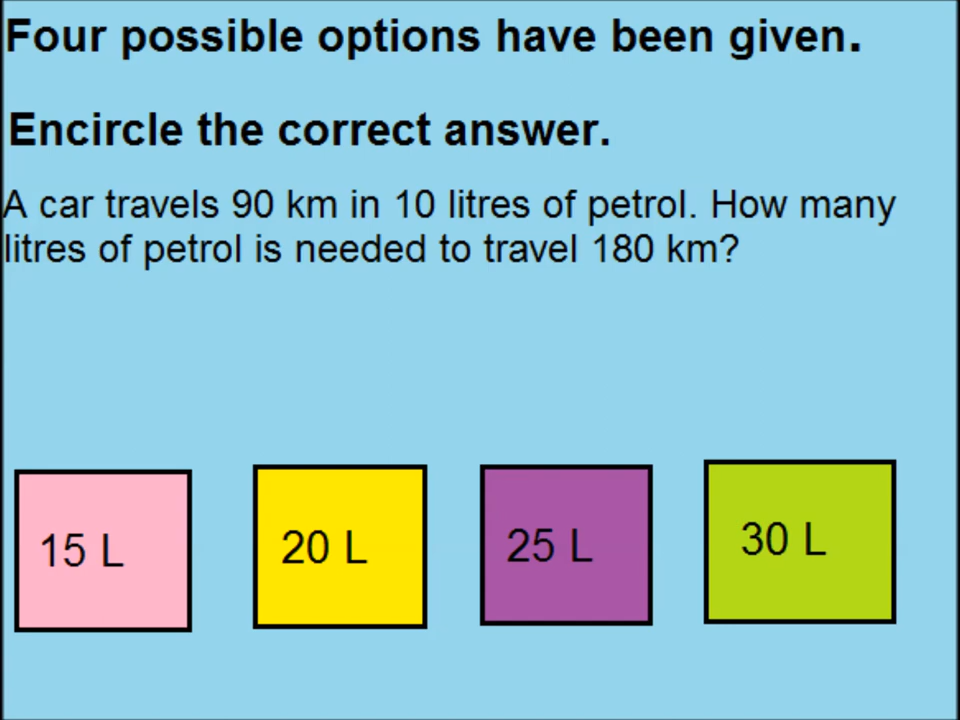 Four possible options have been given.
Encircle the correct answer.
A car travels 90 km in 10 litres of petrol. How many
litres of petrol is needed to travel 180 km?
15 L
20 L
25 L
30 L